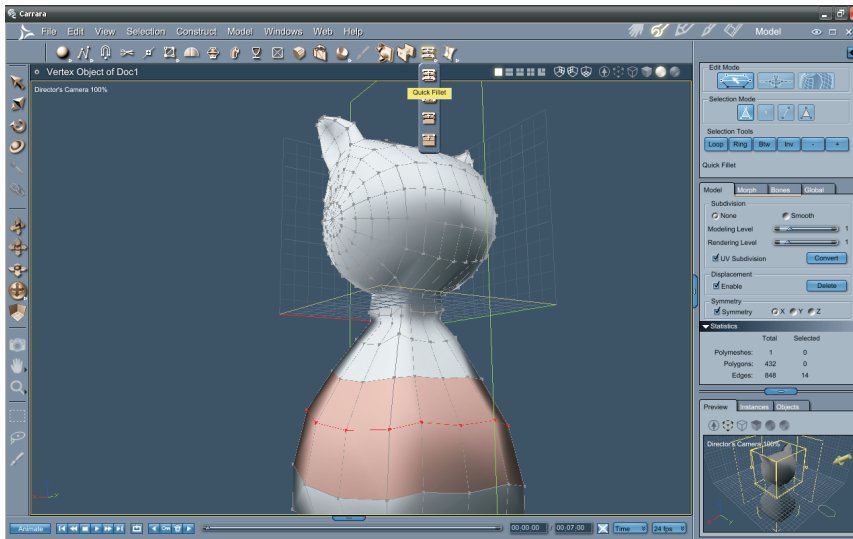 Carrara
File Edit View Selection Construct Model Windows Web Help
Model
Vertex Object of Doc1
Director's Camera 100%
Quick Fillet
Edit Mode
Selection Mode
Selection Tools
Loop Ring Btw Inv - +
Quick Fillet
Model Morph Bones Global
Subdivision
None Smooth
Modeling Level 1
Rendering Level 1
UV Subdivision Convert
Displacement
Enable Delete
Symmetry
Symmetry X Y Z
Statistics
Total Selected
Polymeshes: 1 0
Polygons: 432 0
Edges: 848 14
Preview Instances Objects
Director's Camera 100%
Animate 00:00:00 / 00:07:00 Time 24 fps